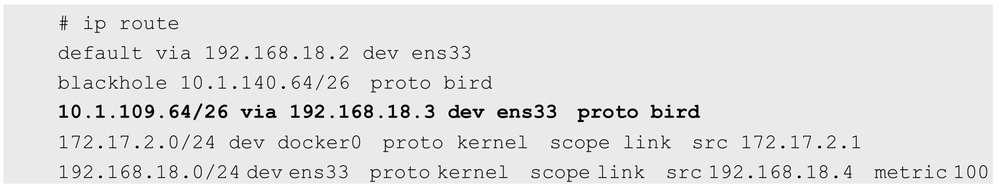 # ip route
default via 192.168.18.2 dev ens33
blackhole 10.1.140.64/26 proto bird
10.1.109.64/26 via 192.168.18.3 dev ens33 proto bird
172.17.2.0/24 dev docker0 proto kernel scope link src 172.17.2.1
192.168.18.0/24 dev ens33 proto kernel scope link src 192.168.18.4 metric 100